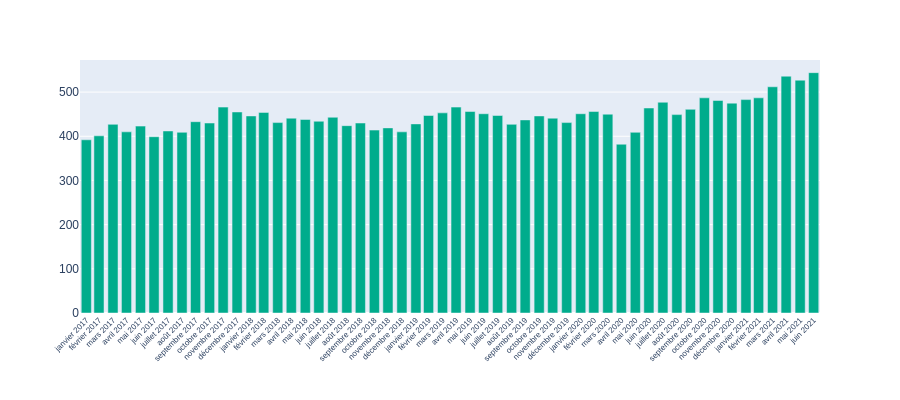 500
400
300
200
100
0
janvier 2017
février 2017
mars 2017
avril 2017
mai 2017
juin 2017
juillet 2017
août 2017
septembre 2017
octobre 2017
novembre 2017
décembre 2017
janvier 2018
février 2018
mars 2018
avril 2018
mai 2018
juin 2018
juillet 2018
août 2018
septembre 2018
octobre 2018
novembre 2018
décembre 2018
janvier 2019
février 2019
mars 2019
avril 2019
mai 2019
juin 2019
juillet 2019
août 2019
septembre 2019
octobre 2019
novembre 2019
décembre 2019
janvier 2020
février 2020
mars 2020
avril 2020
mai 2020
juin 2020
juillet 2020
août 2020
septembre 2020
octobre 2020
novembre 2020
décembre 2020
janvier 2021
février 2021
mars 2021
avril 2021
mai 2021
juin 2021